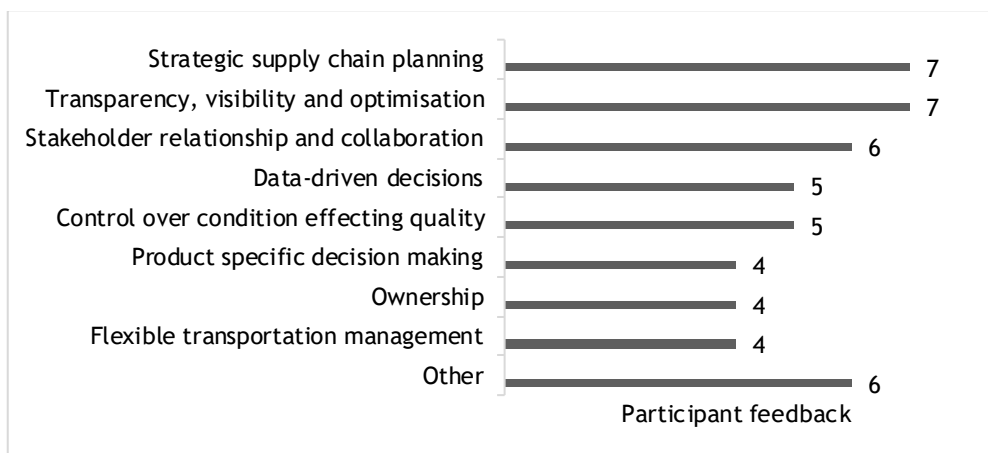 Strategic supply chain planning 7
Transparency, visibility and optimisation 7
Stakeholder relationship and collaboration 6
Data-driven decisions 5
Control over condition effecting quality 5
Product specific decision making 4
Ownership 4
Flexible transportation management 4
Other 6
Participant feedback